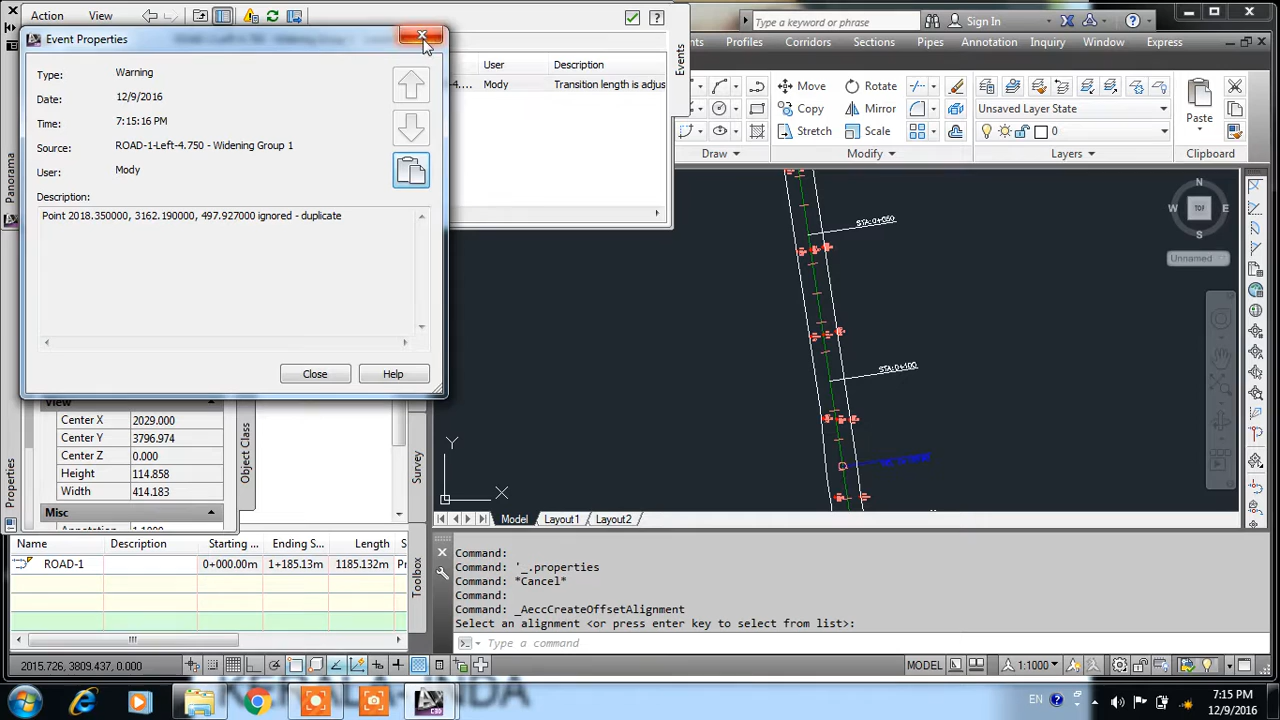 Action View
Type a keyword or phrase
Sign In
Event Properties
Profiles Corridors Sections Permissions Management Inquiry Window Express
User Description
Mody Transition length is adjus
Events
Panorama
Type: Warning
Date: 12/9/2016
Time: 7:15:16 PM
Source: ROAD-1-Left-4.750 - Widening Group 1
User: Mody
Description:
Point 2018.350000, 3162.190000, 497.927000 ignored - duplicate
Close Help
Move Rotate
Copy Mirror
Stretch Scale
Unsaved Layer State
0
Paste
Draw Modify Layers Clipboard
N
W TOP E
S
Unnamed
STA:0+100
View
Center X 2029.000
Center Y 3796.974
Center Z 0.000
Height 114.858
Width 414.183
Misc
Annotation
Properties
Object Class
Survey
Toolbox
Y
X
Model Layout1 Layout2
Name Description Starting ... Ending S... Length
ROAD-1 0+000.00m 1+185.13m 1185.132m
Command:
Command: '_.properties
Command: *Cancel*
Command:
Command: _AeccCreateOffsetAlignment
Select an alignment <or press enter key to select from list>:
Type a command
2015.726, 3809.437, 0.000
MODEL
1:1000
EN
7:15 PM
12/9/2016